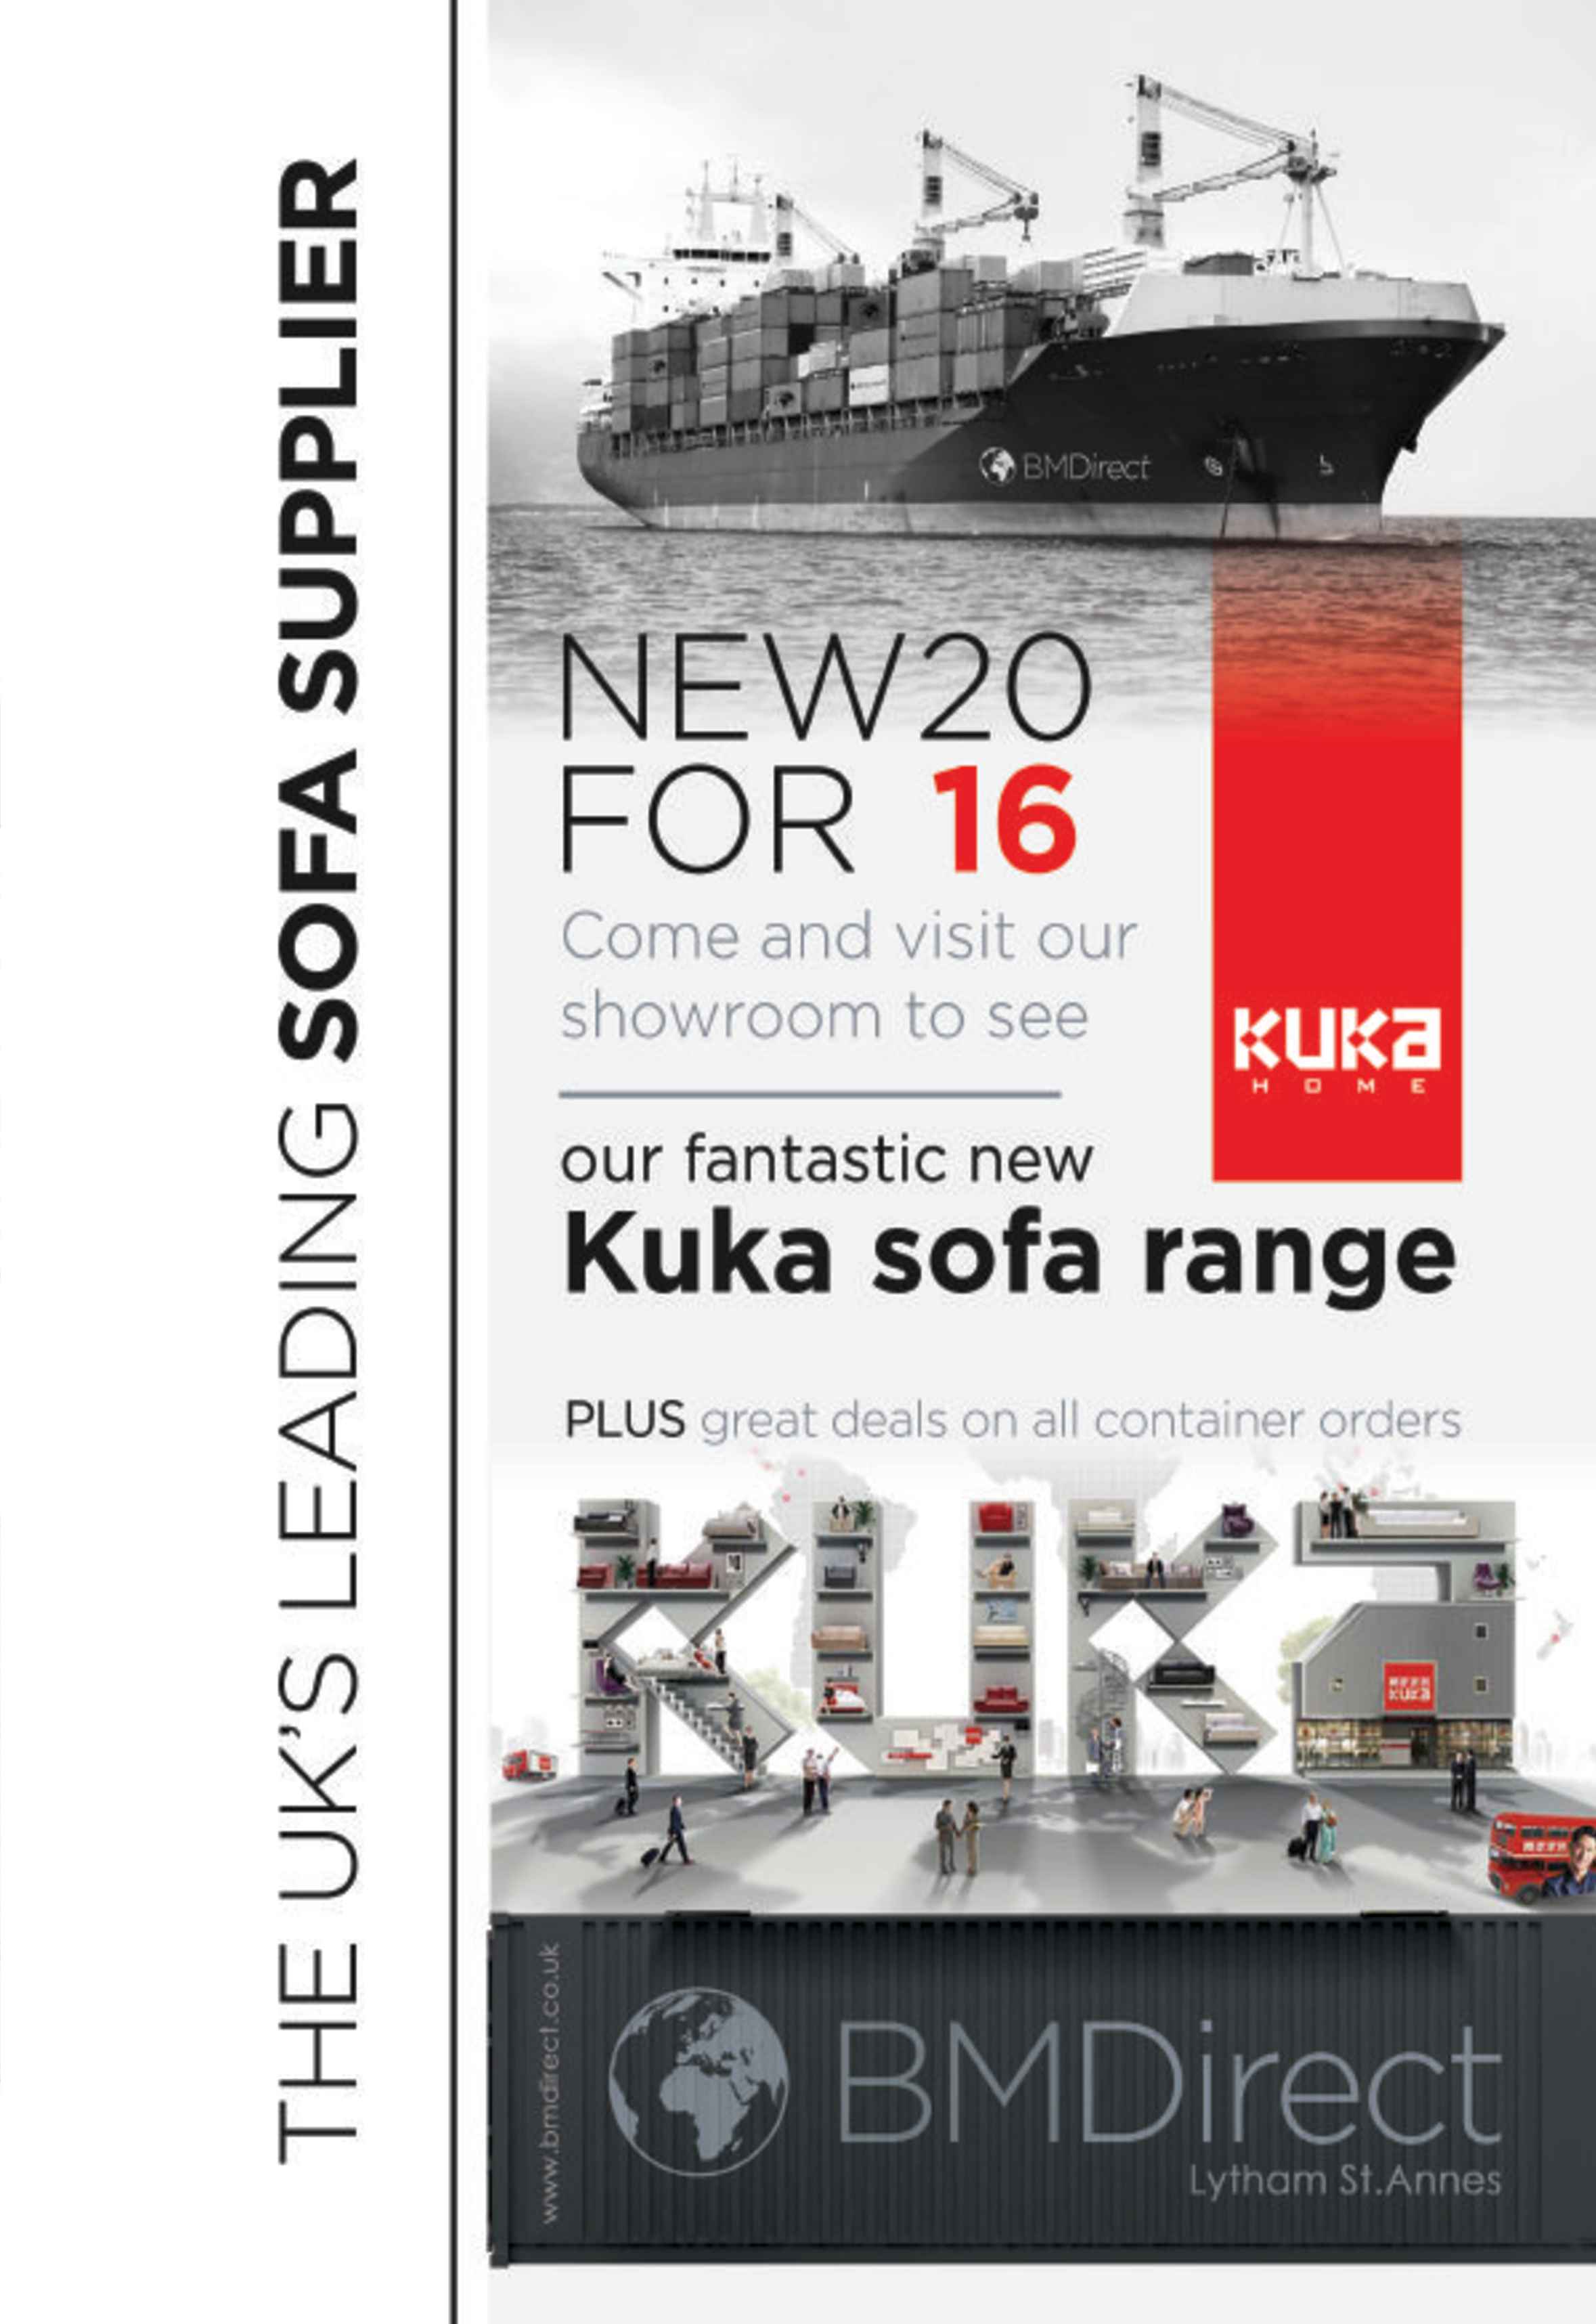 THE UK'S LEADING SOFA SUPPLIER
BMDirect
NEW20
FOR 16
Come and visit our
showroom to see
KUKa
HOME
our fantastic new
Kuka sofa range
PLUS great deals on all container orders
KUKa
KUKa
www.bmdirect.co.uk
BMDirect
Lytham St.Annes